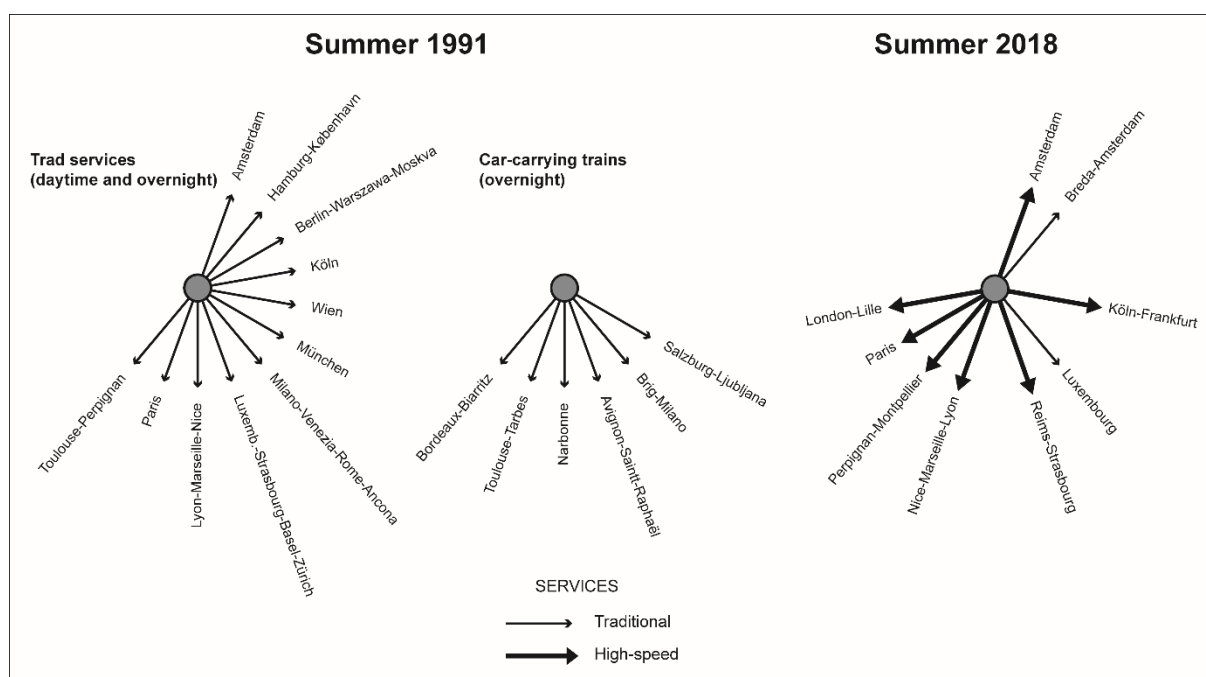 Summer 1991
Summer 2018
Trad services
(daytime and overnight)
Amsterdam
Hamburg-København
Berlin-Warszawa-Moskva
Köln
Wien
München
Milano-Venezia-Rome-Ancona
Luxemb.-Strasbourg-Basel-Zürich
Lyon-Marseille-Nice
Paris
Toulouse-Perpignan
Car-carrying trains
(overnight)
Salzburg-Ljubljana
Brig-Milano
Avignon-Saintt-Raphaël
Narbonne
Toulouse-Tarbes
Bordeaux-Biarritz
Amsterdam
Breda-Amsterdam
Köln-Frankfurt
Luxembourg
Reims-Strasbourg
Nice-Marseille-Lyon
Perpignan-Montpellier
Paris
London-Lille
SERVICES
Traditional
High-speed